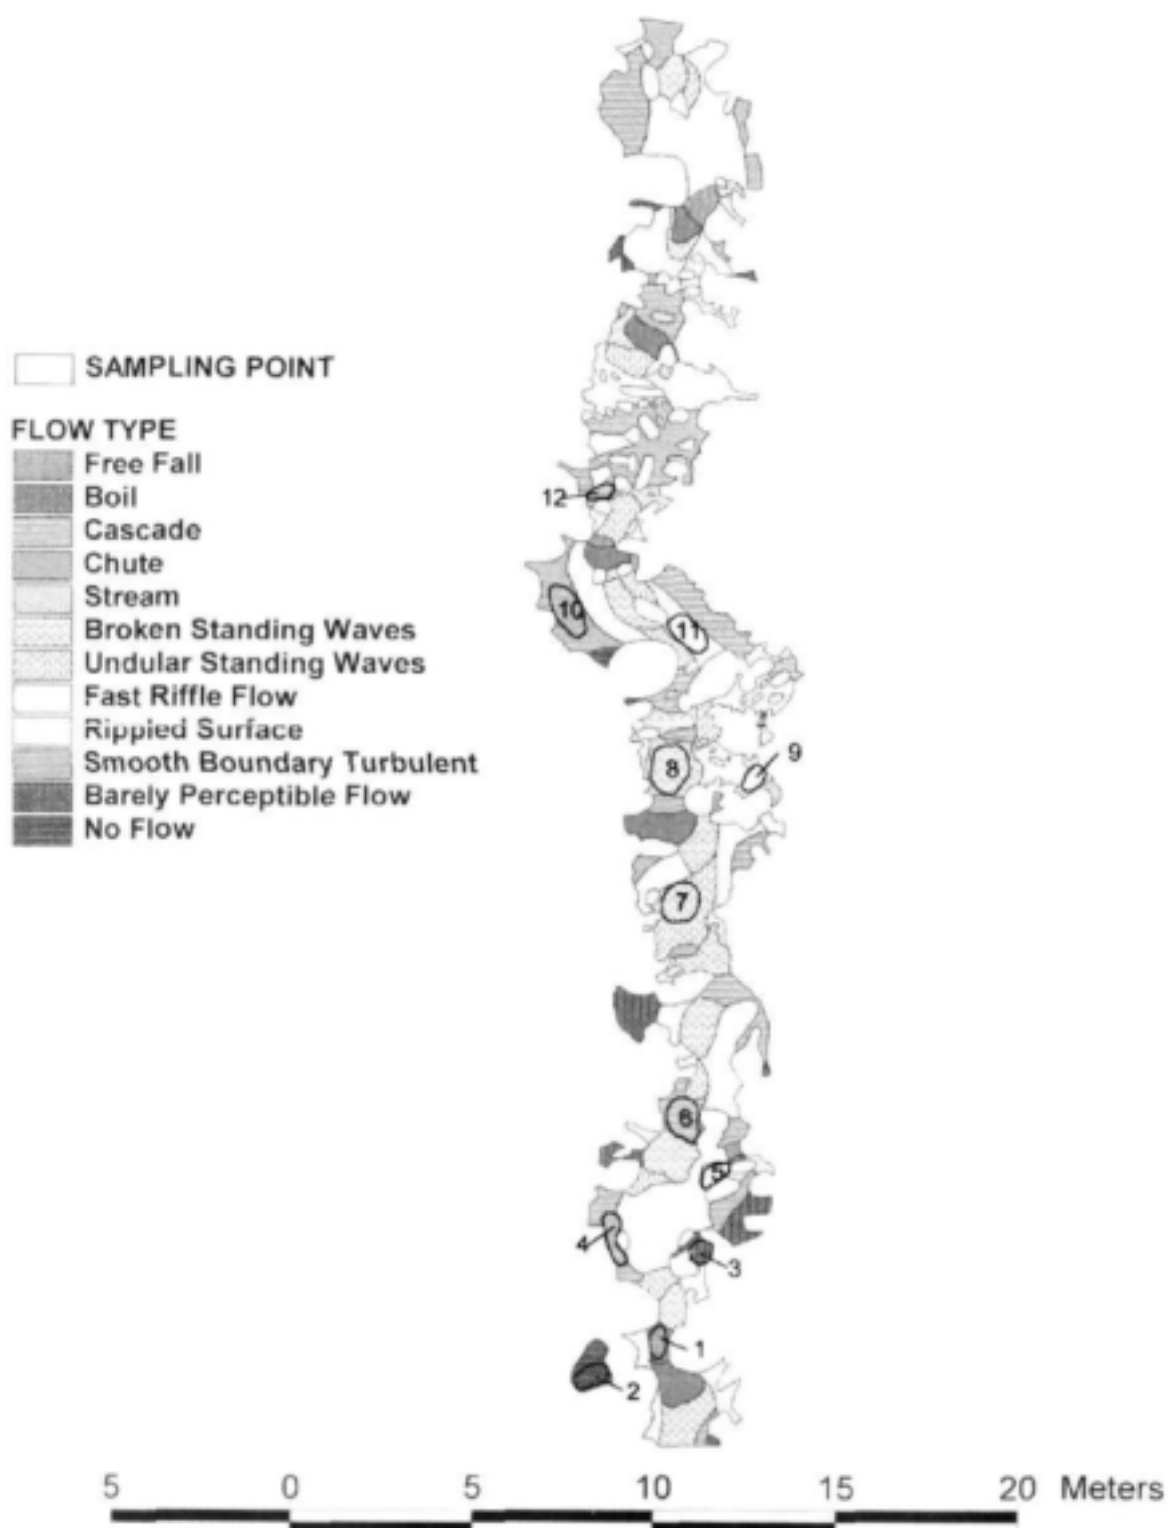 SAMPLING POINT
FLOW TYPE
Free Fall
Boil
Cascade
Chute
Stream
Broken Standing Waves
Undular Standing Waves
Fast Riffle Flow
Rippied Surface
Smooth Boundary Turbulent
Barely Perceptible Flow
No Flow
12
10
11
9
8
7
6
5
4
3
1
2
5 0 5 10 15 20 Meters